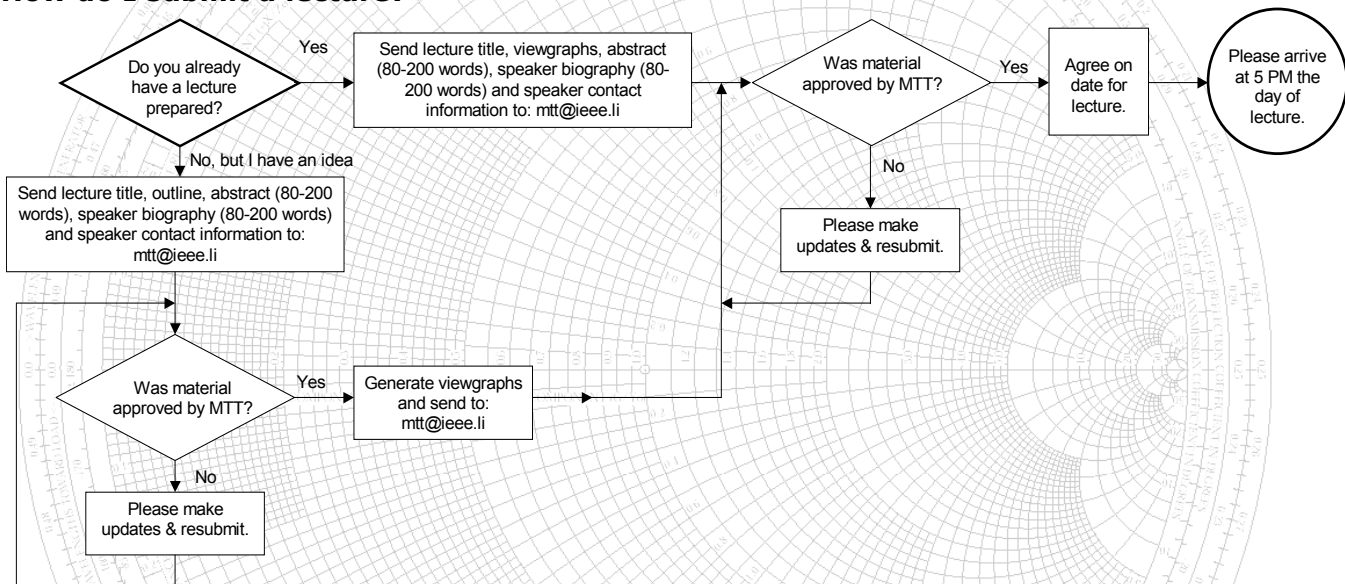 How do I submit a lecture?
Do you already
have a lecture
prepared?
Yes
Send lecture title, viewgraphs, abstract
(80-200 words), speaker biography (80-
200 words) and speaker contact
information to: mtt@ieee.li
Was material
approved by MTT?
Yes
Agree on
date for
lecture.
Please arrive
at 5 PM the
day of
lecture.
No, but I have an idea
Send lecture title, outline, abstract (80-200
words), speaker biography (80-200 words)
and speaker contact information to:
mtt@ieee.li
No
Please make
updates & resubmit.
Was material
approved by MTT?
Yes
Generate viewgraphs
and send to:
mtt@ieee.li
No
Please make
updates & resubmit.